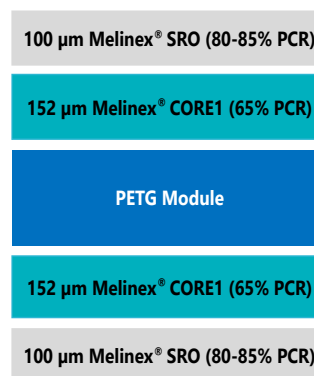 100 µm Melinex® SRO (80-85% PCR)
152 µm Melinex® CORE1 (65% PCR)
PETG Module
152 µm Melinex® CORE1 (65% PCR)
100 µm Melinex® SRO (80-85% PCR)